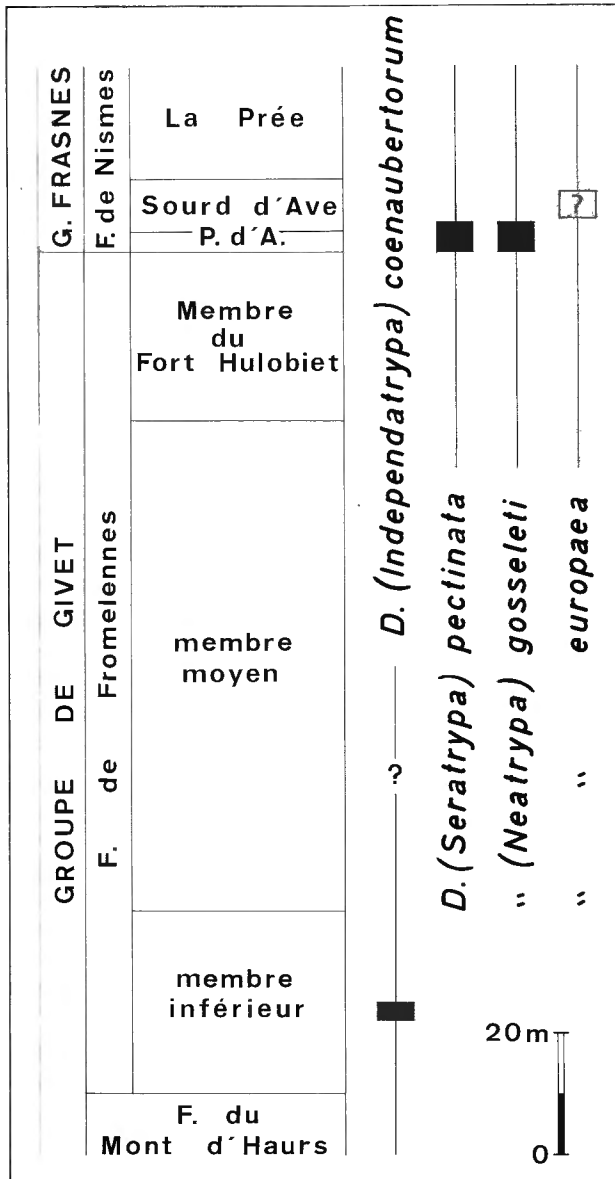 G. FRASNES
F. de Nismes
La Prée
Sourd d'Ave
P. d'A.
GROUPE DE GIVET
F. de Fromelennes
Membre
du
Fort Hulobiet
membre
moyen
membre
inférieur
F. du
Mont d'Haurs
D. (Independatrypa) coenaubertorum
?
D. (Seratrypa) pectinata
" (Neatrypa) gosseleti
" " europaea
?
20m
0